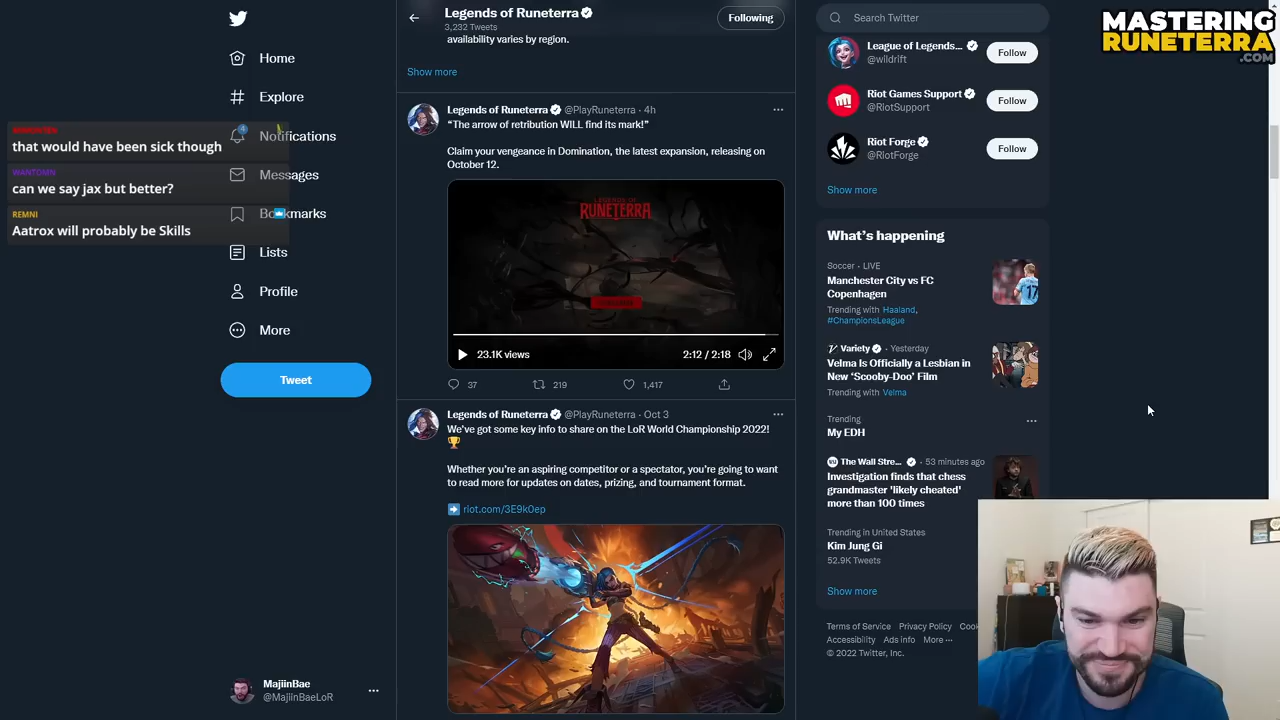 Home
Explore
4
Notifications
Messages
Bookmarks
Lists
Profile
More
Tweet
MajiinBae
@MajiinBaeLoR
that would have been sick though
WANTOMN
can we say jax but better?
REMNI
Aatrox will probably be Skills
Legends of Runeterra
3,232 Tweets
Following
availability varies by region.
Show more
Legends of Runeterra @PlayRuneterra · 4h
“The arrow of retribution WILL find its mark!”
Claim your vengeance in Domination, the latest expansion, releasing on
October 12.
LEGENDS OF
RUNETERRA
23.1K views
2:12 / 2:18
37
219
1,417
Legends of Runeterra @PlayRuneterra · Oct 3
We’ve got some key info to share on the LoR World Championship 2022!
Whether you’re an aspiring competitor or a spectator, you’re going to want
to read more for updates on dates, prizing, and tournament format.
riot.com/3E9kOep
Search Twitter
League of Legends...
@wildrift
Follow
Riot Games Support
@RiotSupport
Follow
Riot Forge
@RiotForge
Follow
Show more
What’s happening
Soccer · LIVE
Manchester City vs FC
Copenhagen
Trending with Haaland,
#ChampionsLeague
Variety · Yesterday
Velma Is Officially a Lesbian in
New ‘Scooby-Doo’ Film
Trending with Velma
Trending
My EDH
The Wall Stre... · 53 minutes ago
Investigation finds that chess
grandmaster 'likely cheated'
more than 100 times
Trending in United States
Kim Jung Gi
52.9K Tweets
Show more
Terms of Service Privacy Policy Cook
Accessibility Ads info More ...
© 2022 Twitter, Inc.
MASTERING
RUNETERRA
.COM